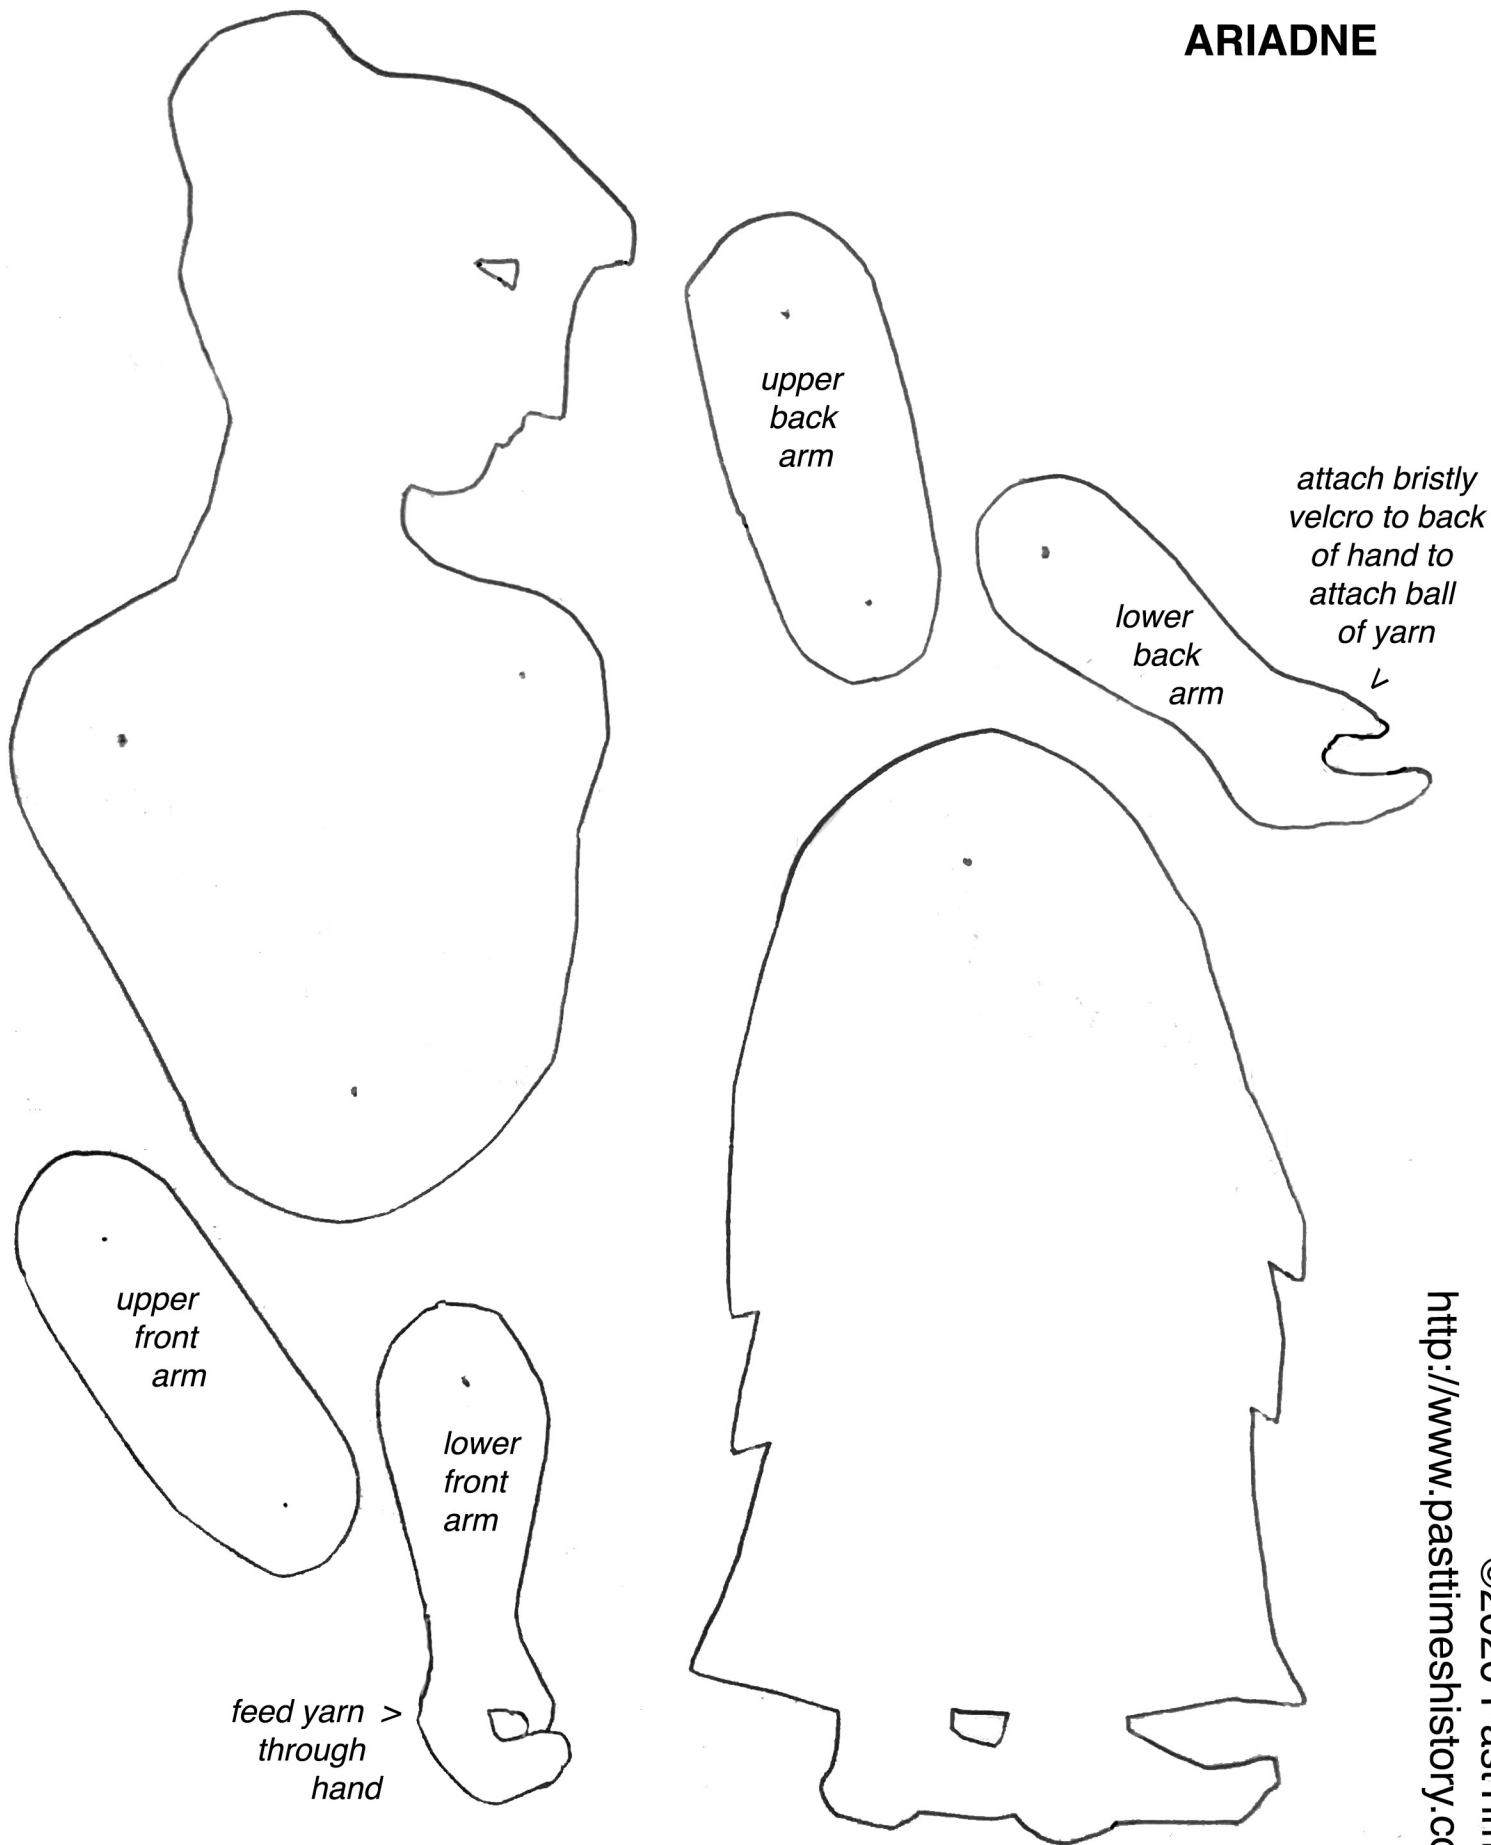 ARIADNE
upper
back
arm
attach bristly
velcro to back
of hand to
attach ball
of yarn
v
lower
back
arm
upper
front
arm
lower
front
arm
feed yarn >
through
hand
http://www.pasttimeshistory.co